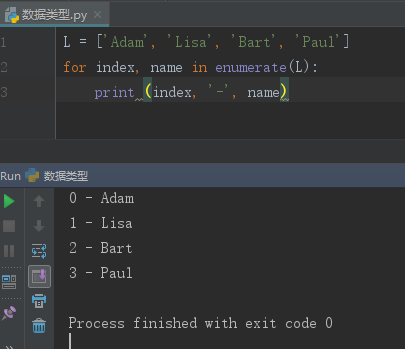 数据类型.py
1 L = ['Adam', 'Lisa', 'Bart', 'Paul']
2 for index, name in enumerate(L):
3 print (index, '-', name)
Run 数据类型
0 - Adam
1 - Lisa
2 - Bart
3 - Paul
Process finished with exit code 0